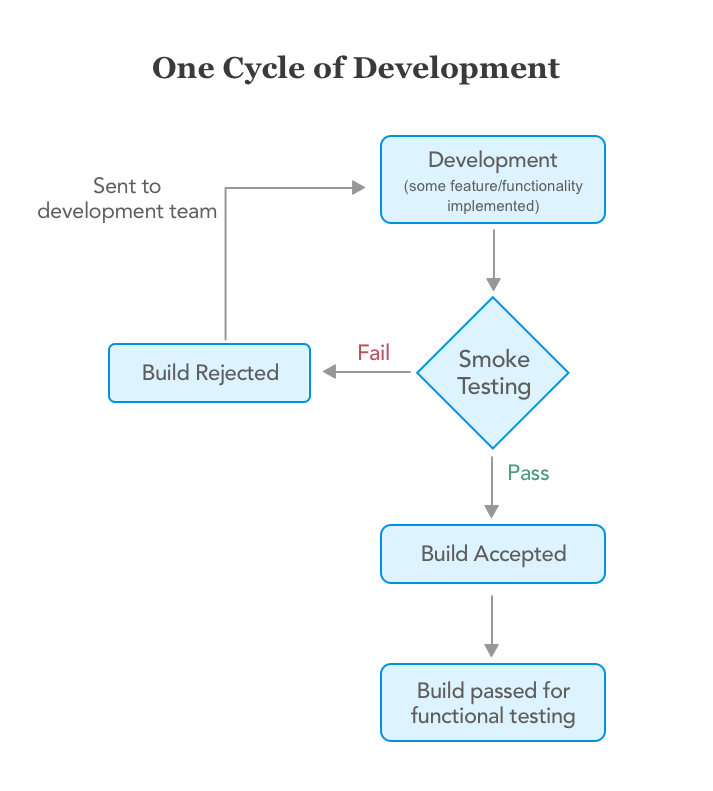 One Cycle of Development
Development
(some feature/functionality
implemented)
Sent to
development team
Build Rejected
Fail
Smoke
Testing
Pass
Build Accepted
Build passed for
functional testing